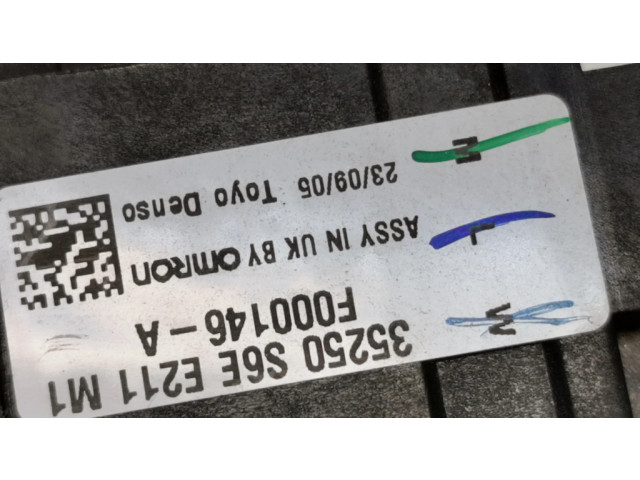 35250 S6E E211 M1
F000146-A
ASSY IN UK BY OMRON
23/09/05 Toyo Denso
W
L
M